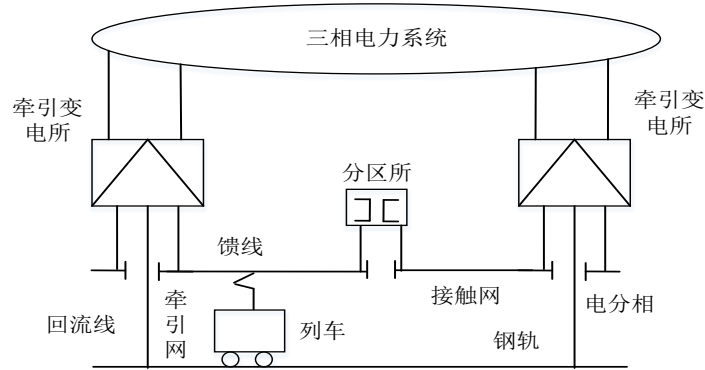 三相电力系统
牵引变
电所
牵引变
电所
分区所
馈线
接触网
电分相
回流线
牵
引
网
列车
钢轨